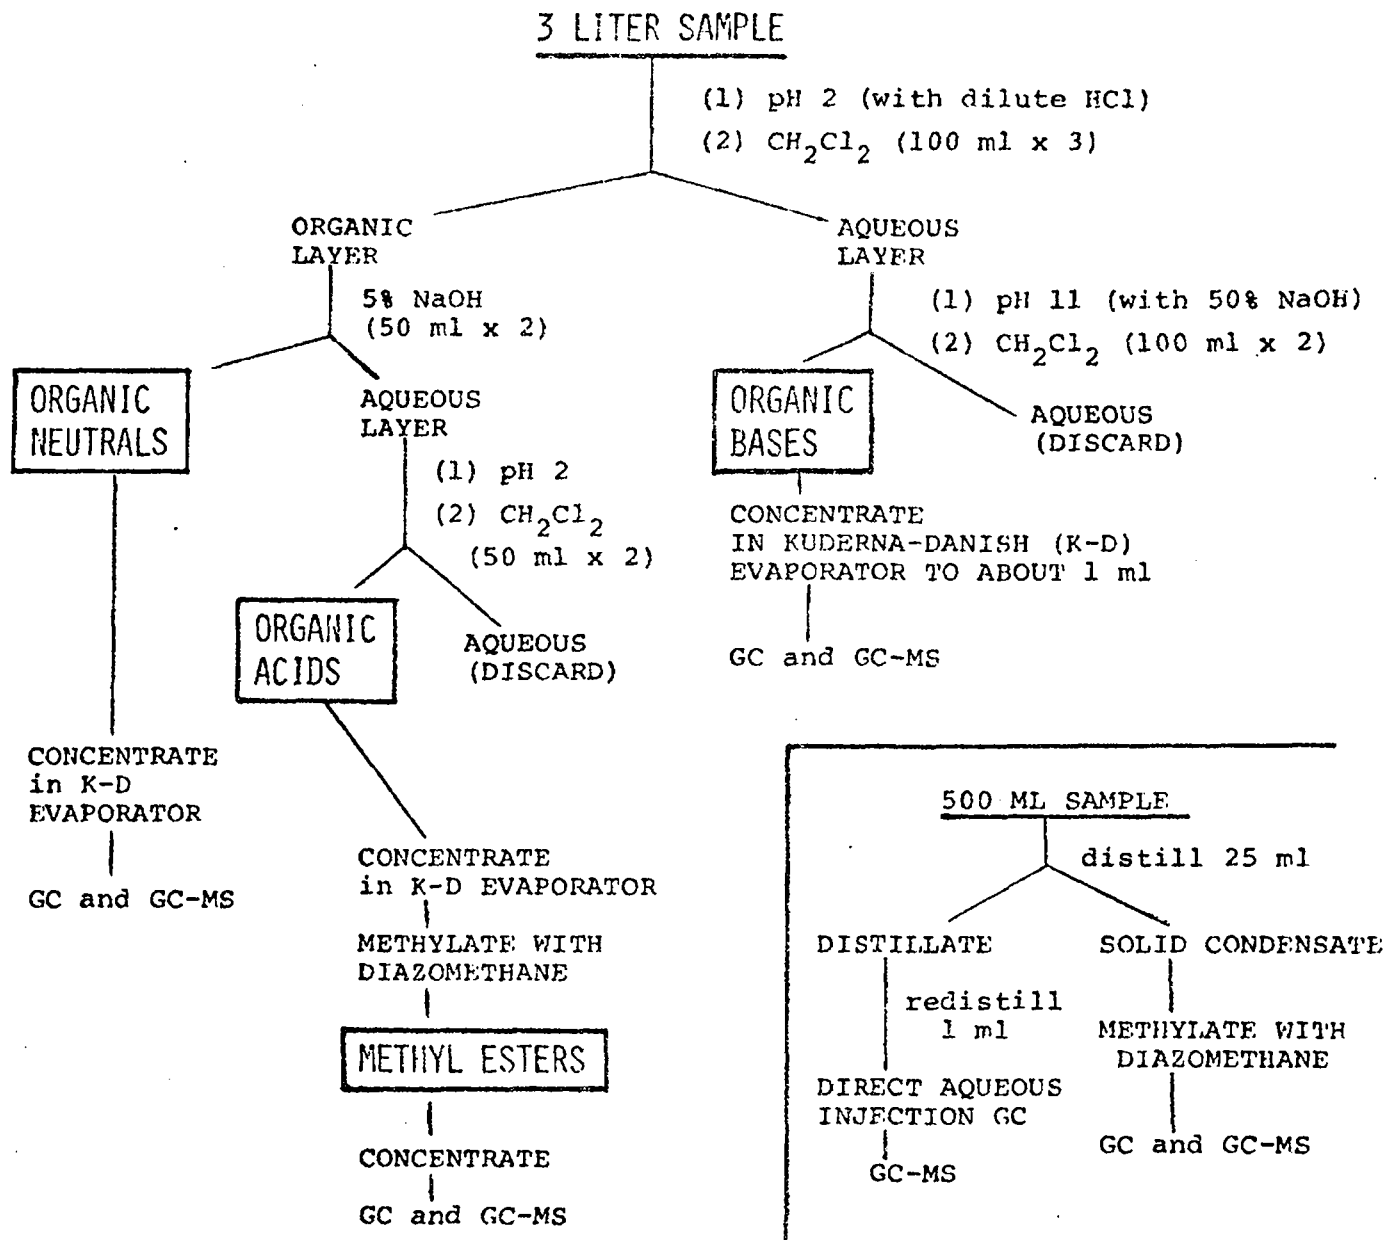 3 LITER SAMPLE
(1) pH 2 (with dilute HCl)
(2) CH₂Cl₂ (100 ml x 3)
ORGANIC
LAYER
5% NaOH
(50 ml x 2)
ORGANIC
NEUTRALS
CONCENTRATE
in K-D
EVAPORATOR
GC and GC-MS
AQUEOUS
LAYER
(1) pH 2
(2) CH₂Cl₂
(50 ml x 2)
ORGANIC
ACIDS
AQUEOUS
(DISCARD)
CONCENTRATE
in K-D EVAPORATOR
METHYLATE WITH
DIAZOMETHANE
METHYL ESTERS
CONCENTRATE
GC and GC-MS
AQUEOUS
LAYER
(1) pH 11 (with 50% NaOH)
(2) CH₂Cl₂ (100 ml x 2)
ORGANIC
BASES
AQUEOUS
(DISCARD)
CONCENTRATE
IN KUDERNA-DANISH (K-D)
EVAPORATOR TO ABOUT 1 ml
GC and GC-MS
500 ML SAMPLE
distill 25 ml
DISTILLATE
redistill
1 ml
DIRECT AQUEOUS
INJECTION GC
GC-MS
SOLID CONDENSATE
METHYLATE WITH
DIAZOMETHANE
GC and GC-MS